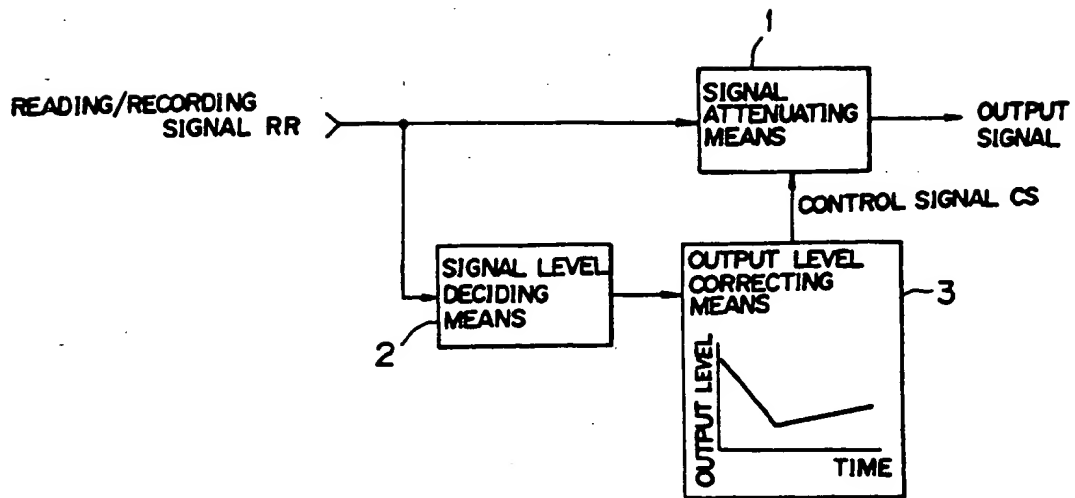 1
READING/RECORDING
SIGNAL RR
SIGNAL
ATTENUATING
MEANS
OUTPUT
SIGNAL
CONTROL SIGNAL CS
SIGNAL LEVEL
DECIDING
MEANS
2
OUTPUT LEVEL
CORRECTING
MEANS
3
OUTPUT LEVEL
TIME